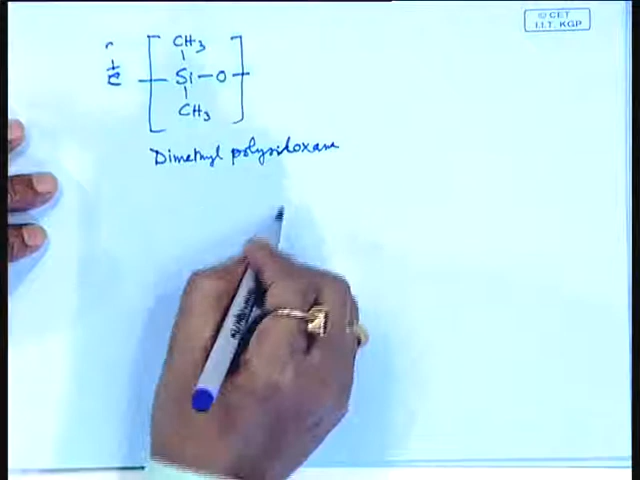 © CET
I.I.T. KGP
CH3
Si-O
CH3
Dimethyl polysiloxane